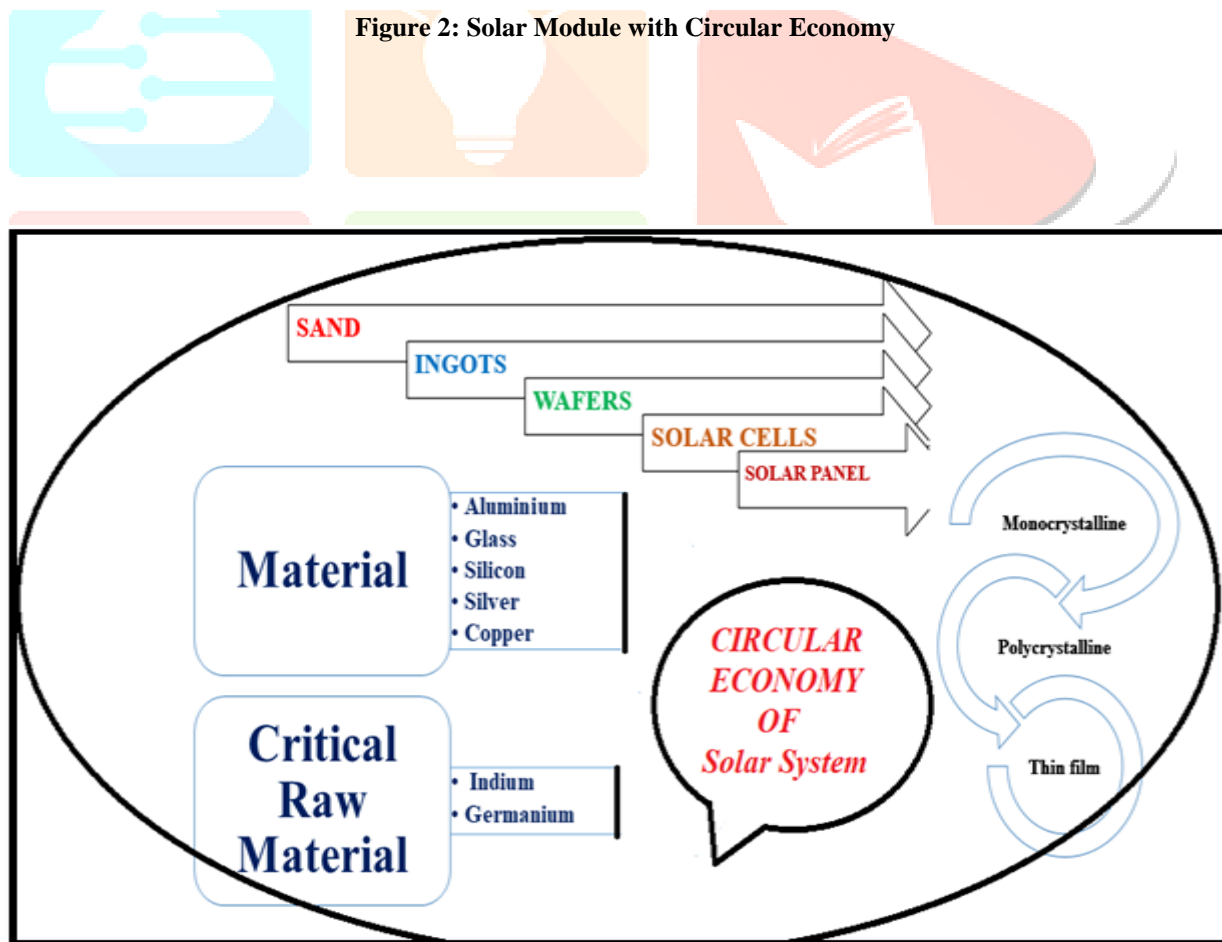 Figure 2: Solar Module with Circular Economy
SAND
INGOTS
WAFERS
SOLAR CELLS
SOLAR PANEL
Material
• Aluminium
• Glass
• Silicon
• Silver
• Copper
Critical
Raw
Material
• Indium
• Germanium
CIRCULAR
ECONOMY
OF
Solar System
Monocrystalline
Polycrystalline
Thin film